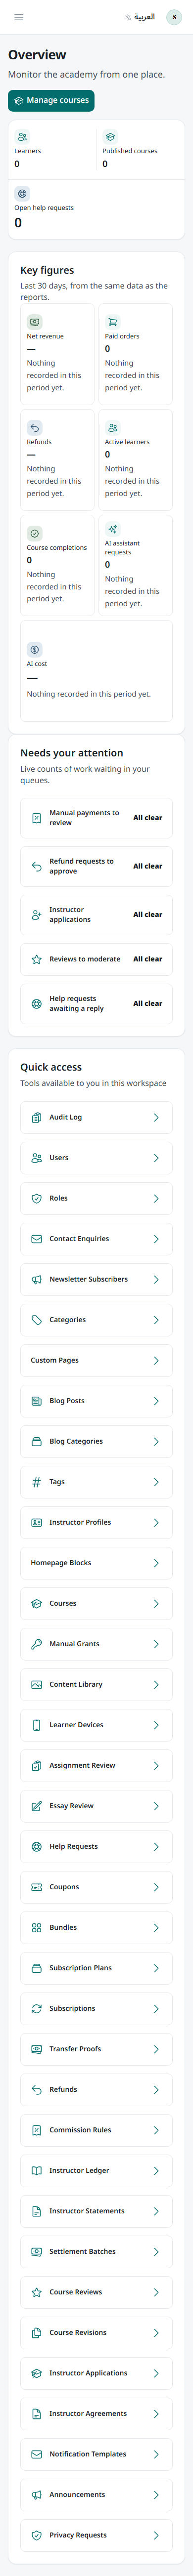 العربية
S
Overview
Monitor the academy from one place.
Manage courses
Learners
0
Published courses
0
Open help requests
0
Key figures
Last 30 days, from the same data as the
reports.
Net revenue
—
Nothing
recorded in this
period yet.
Paid orders
0
Nothing
recorded in this
period yet.
Refunds
—
Nothing
recorded in this
period yet.
Active learners
0
Nothing
recorded in this
period yet.
Course completions
0
Nothing
recorded in this
period yet.
AI assistant
requests
0
Nothing
recorded in this
period yet.
AI cost
—
Nothing recorded in this period yet.
Needs your attention
Live counts of work waiting in your
queues.
Manual payments to
review
All clear
Refund requests to
approve
All clear
Instructor
applications
All clear
Reviews to moderate
All clear
Help requests
awaiting a reply
All clear
Quick access
Tools available to you in this workspace
Audit Log
Users
Roles
Contact Enquiries
Newsletter Subscribers
Categories
Custom Pages
Blog Posts
Blog Categories
Tags
Instructor Profiles
Homepage Blocks
Courses
Manual Grants
Content Library
Learner Devices
Assignment Review
Essay Review
Help Requests
Coupons
Bundles
Subscription Plans
Subscriptions
Transfer Proofs
Refunds
Commission Rules
Instructor Ledger
Instructor Statements
Settlement Batches
Course Reviews
Course Revisions
Instructor Applications
Instructor Agreements
Notification Templates
Announcements
Privacy Requests